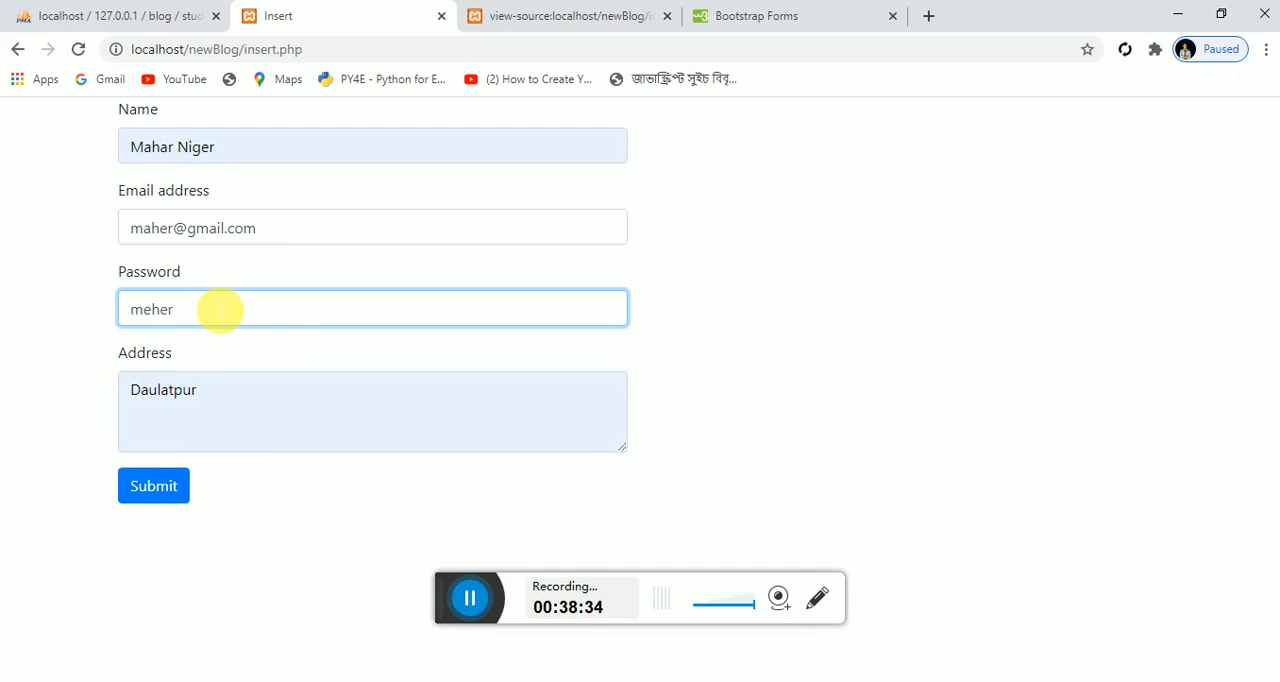 localhost / 127.0.0.1 / blog / stud
Insert
view-source:localhost/newBlog/i
Bootstrap Forms
localhost/newBlog/insert.php
Paused
Apps
Gmail
YouTube
Maps
PY4E - Python for E...
(2) How to Create Y...
জাভাস্ক্রিপ্ট সুইচ বিবৃ...
Name
Mahar Niger
Email address
maher@gmail.com
Password
meher
Address
Daulatpur
Submit
Recording...
00:38:34